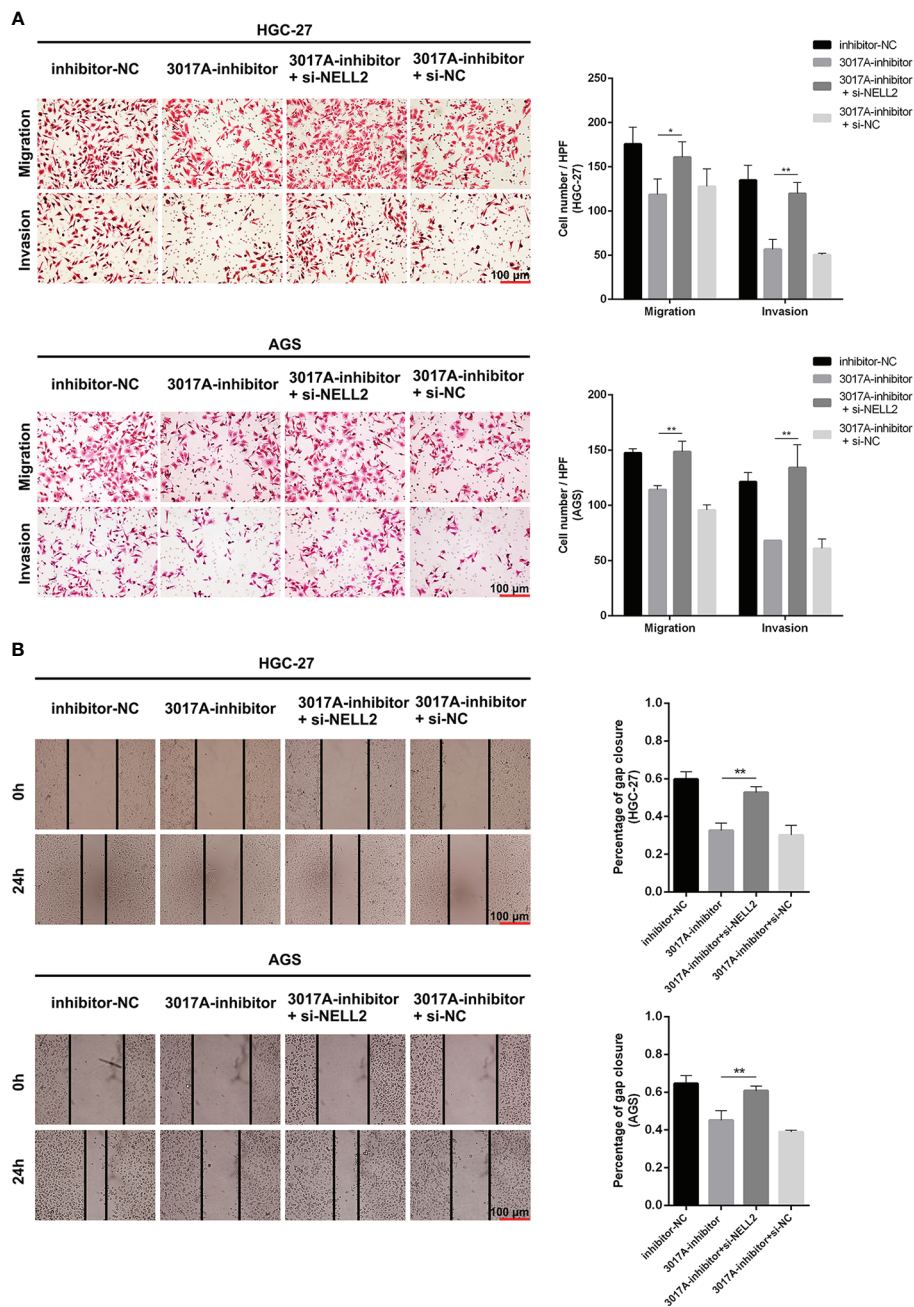 A
HGC-27
inhibitor-NC
3017A-inhibitor
3017A-inhibitor
+ si-NELL2
3017A-inhibitor
+ si-NC
Migration
Invasion
100 μm
inhibitor-NC
3017A-inhibitor
3017A-inhibitor
+ si-NELL2
3017A-inhibitor
+ si-NC
Cell number / HPF
(HGC-27)
250
200
150
100
50
0
*
**
Migration
Invasion
AGS
inhibitor-NC
3017A-inhibitor
3017A-inhibitor
+ si-NELL2
3017A-inhibitor
+ si-NC
Migration
Invasion
100 μm
inhibitor-NC
3017A-inhibitor
3017A-inhibitor
+ si-NELL2
3017A-inhibitor
+ si-NC
Cell number / HPF
(AGS)
200
150
100
50
0
**
**
Migration
Invasion
B
HGC-27
inhibitor-NC
3017A-inhibitor
3017A-inhibitor
+ si-NELL2
3017A-inhibitor
+ si-NC
0h
24h
100 μm
Percentage of gap closure
(HGC-27)
1.0
0.8
0.6
0.4
0.2
0.0
**
inhibitor-NC
3017A-inhibitor
3017A-inhibitor+si-NELL2
3017A-inhibitor+si-NC
AGS
inhibitor-NC
3017A-inhibitor
3017A-inhibitor
+ si-NELL2
3017A-inhibitor
+ si-NC
0h
24h
100 μm
Percentage of gap closure
(AGS)
1.0
0.8
0.6
0.4
0.2
0.0
**
inhibitor-NC
3017A-inhibitor
3017A-inhibitor+si-NELL2
3017A-inhibitor+si-NC